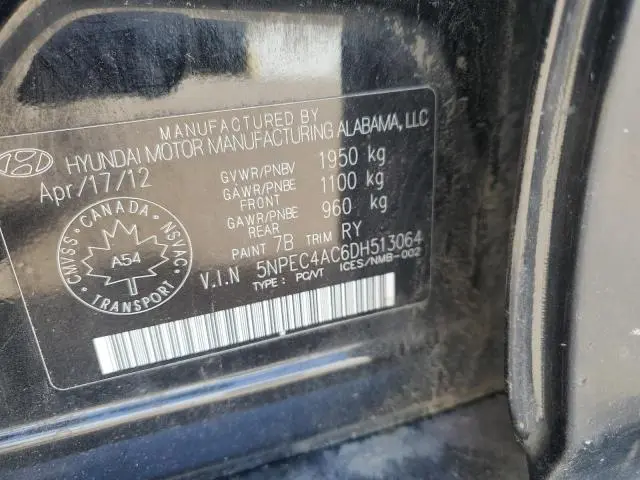 MANUFACTURED BY
HYUNDAI MOTOR MANUFACTURING ALABAMA, LLC
Apr/17/12
GVWR/PNBV 1950 kg
GAWR/PNBE FRONT 1100 kg
GAWR/PNBE REAR 960 kg
PAINT 7B TRIM RY
V.I.N 5NPEC4AC6DH513064
TYPE : PC/VT ICES/NMB-002
CANADA
CMVSS
NSVAC
A54
TRANSPORT